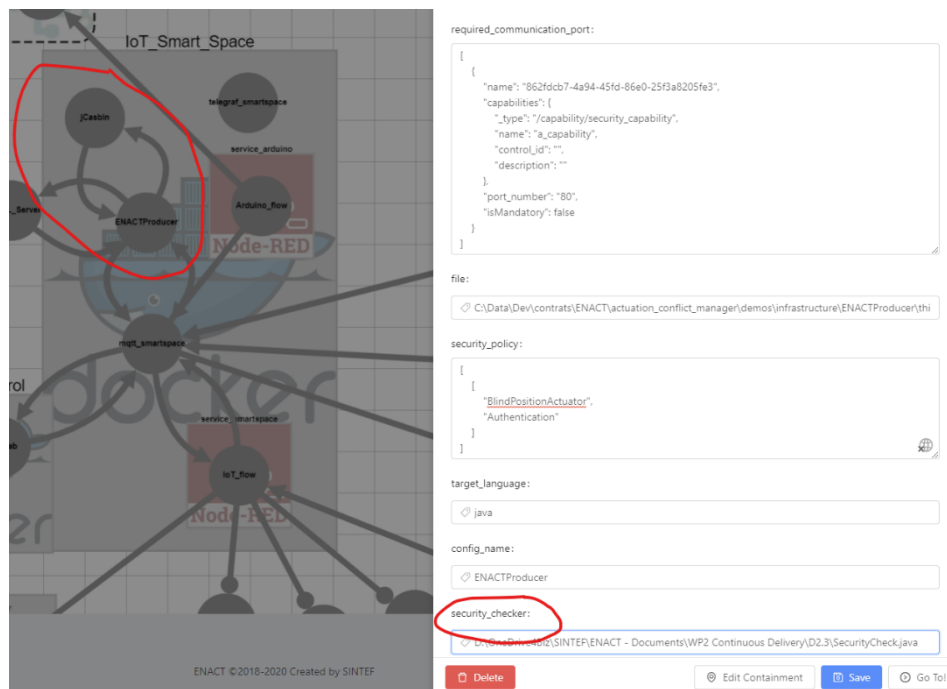 IoT_Smart_Space
jCasbin
telegraf_smartspace
service_arduino
_Server
ENACTProducer
Arduino_flow
Node-RED
mqtt_smartspace
docker
rol
service_smartspace
ab
IoT_flow
Node-RED
er
ENACT ©2018-2020 Created by SINTEF
required_communication_port:
[
{
"name": "862fdcb7-4a94-45fd-86e0-25f3a8205fe3",
"capabilities": {
"_type": "/capability/security_capability",
"name": "a_capability",
"control_id": "",
"description": ""
},
"port_number": "80",
"isMandatory": false
}
]
file:
C:\Data\Dev\contrats\ENACT\actuation_conflict_manager\demos\infrastructure\ENACTProducer\thi
security_policy:
[
[
"BlindPositionActuator",
"Authentication"
]
]
target_language:
java
config_name:
ENACTProducer
security_checker:
D:\OneDrive4Biz\SINTEF\ENACT - Documents\WP2 Continuous Delivery\D2.3\SecurityCheck.java
Delete
Edit Containment
Save
Go To!